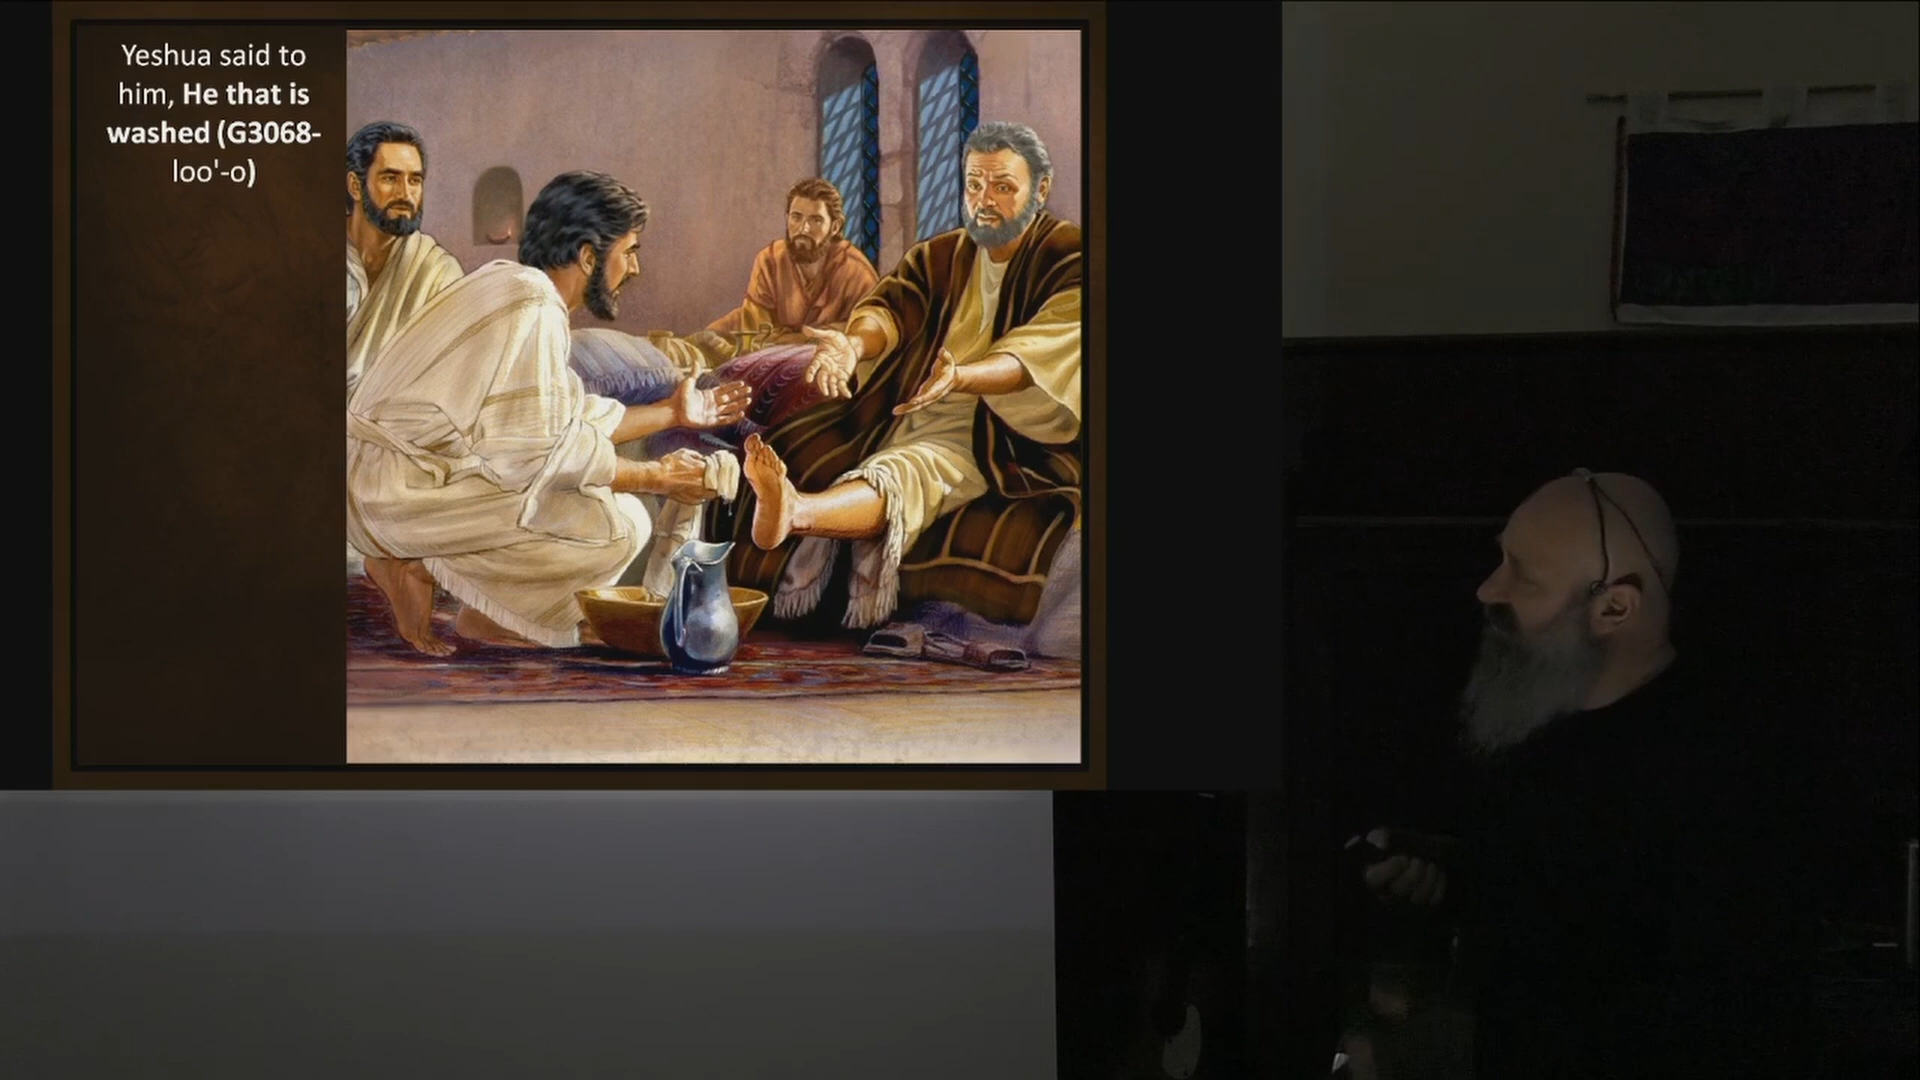 Yeshua said to
him, He that is
washed (G3068-
loo'-o)